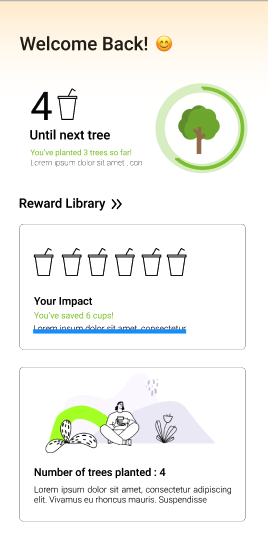 Welcome Back! 😊
4
Until next tree
You've planted 3 trees so far!
Lorem ipsum dolor sit amet , con
Reward Library »
Your Impact
You've saved 6 cups!
Lorem ipsum dolor sit amet, consectetur
Number of trees planted : 4
Lorem ipsum dolor sit amet, consectetur adipiscing
elit. Vivamus eu rhoncus mauris. Suspendisse